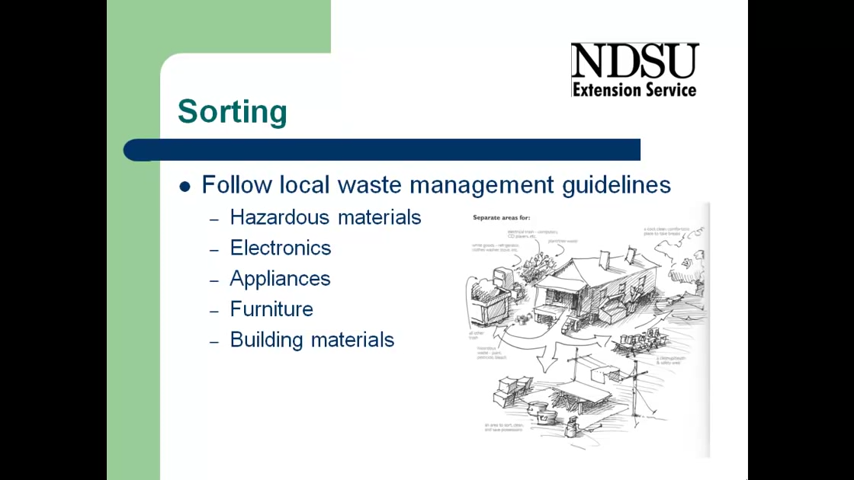 NDSU
Extension Service
Sorting
Follow local waste management guidelines
– Hazardous materials
– Electronics
– Appliances
– Furniture
– Building materials
Separate areas for: